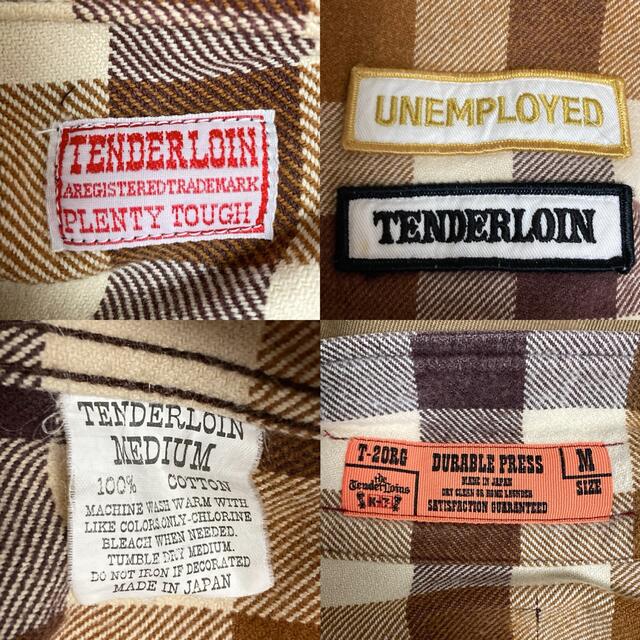 TENDERLOIN
AREGISTEREDTRADEMARK
PLENTY TOUGH
UNEMPLOYED
TENDERLOIN
TENDERLOIN
MEDIUM
100% COTTON
MACHINE WASH WARM WITH
LIKE COLORS.ONLY-CHLORINE
BLEACH WHEN NEEDED.
TUMBLE DRY MEDIUM.
DO NOT IRON IF DECORATED
MADE IN JAPAN
T-20RG
The
TenderLoins
DURABLE PRESS
MADE IN JAPAN
DRY CLEAN OR HOME LAUNDER
SATISFACTION GUARANTEED
M
SIZE